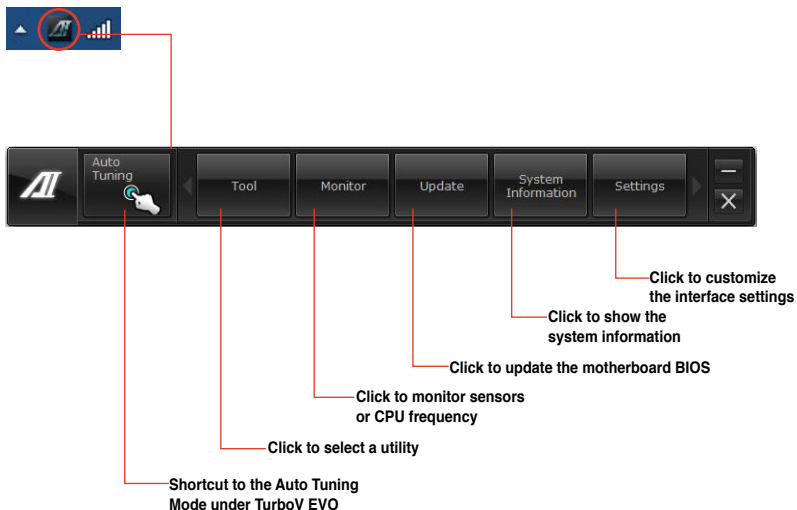 Auto
Tuning
Tool
Monitor
Update
System
Information
Settings
Click to customize
the interface settings
Click to show the
system information
Click to update the motherboard BIOS
Click to monitor sensors
or CPU frequency
Click to select a utility
Shortcut to the Auto Tuning
Mode under TurboV EVO